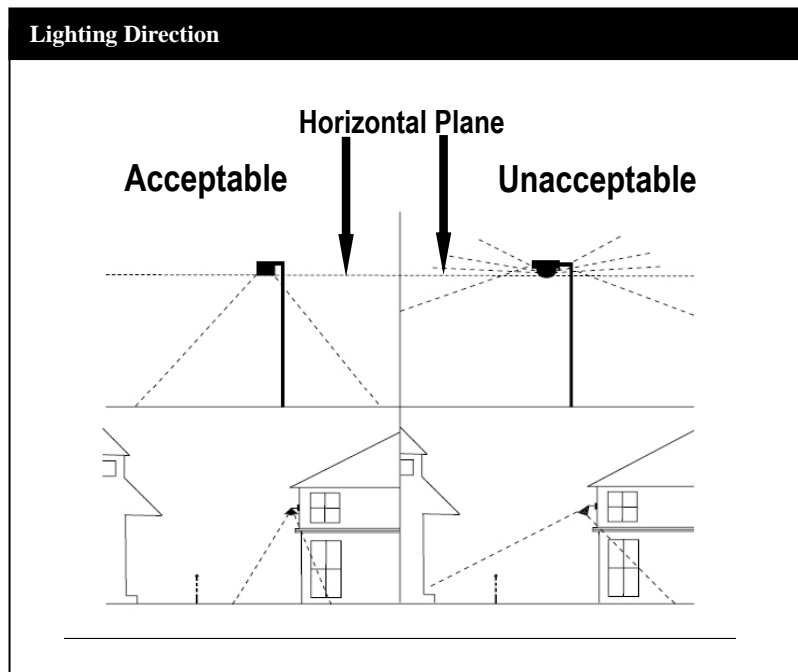 Lighting Direction
Horizontal Plane
Acceptable
Unacceptable